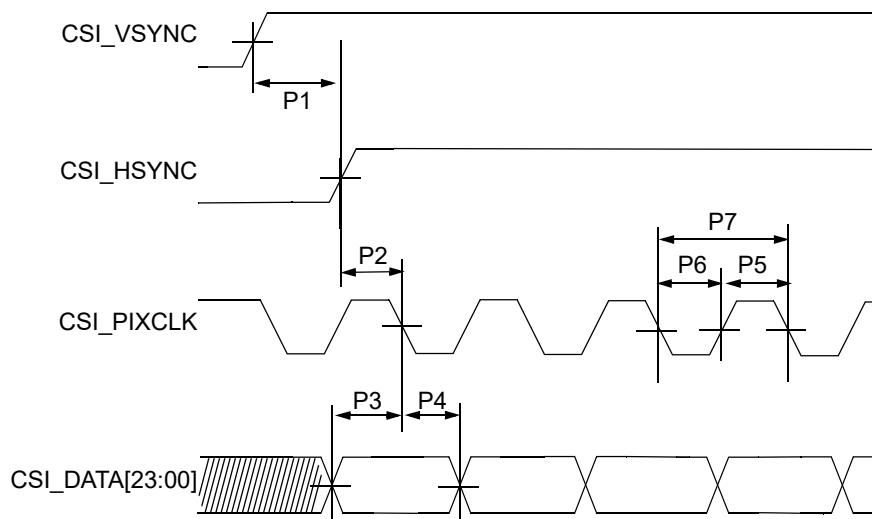 CSI_VSYNC
P1
CSI_HSYNC
P7
P2
P6
P5
CSI_PIXCLK
P3
P4
CSI_DATA[23:00]